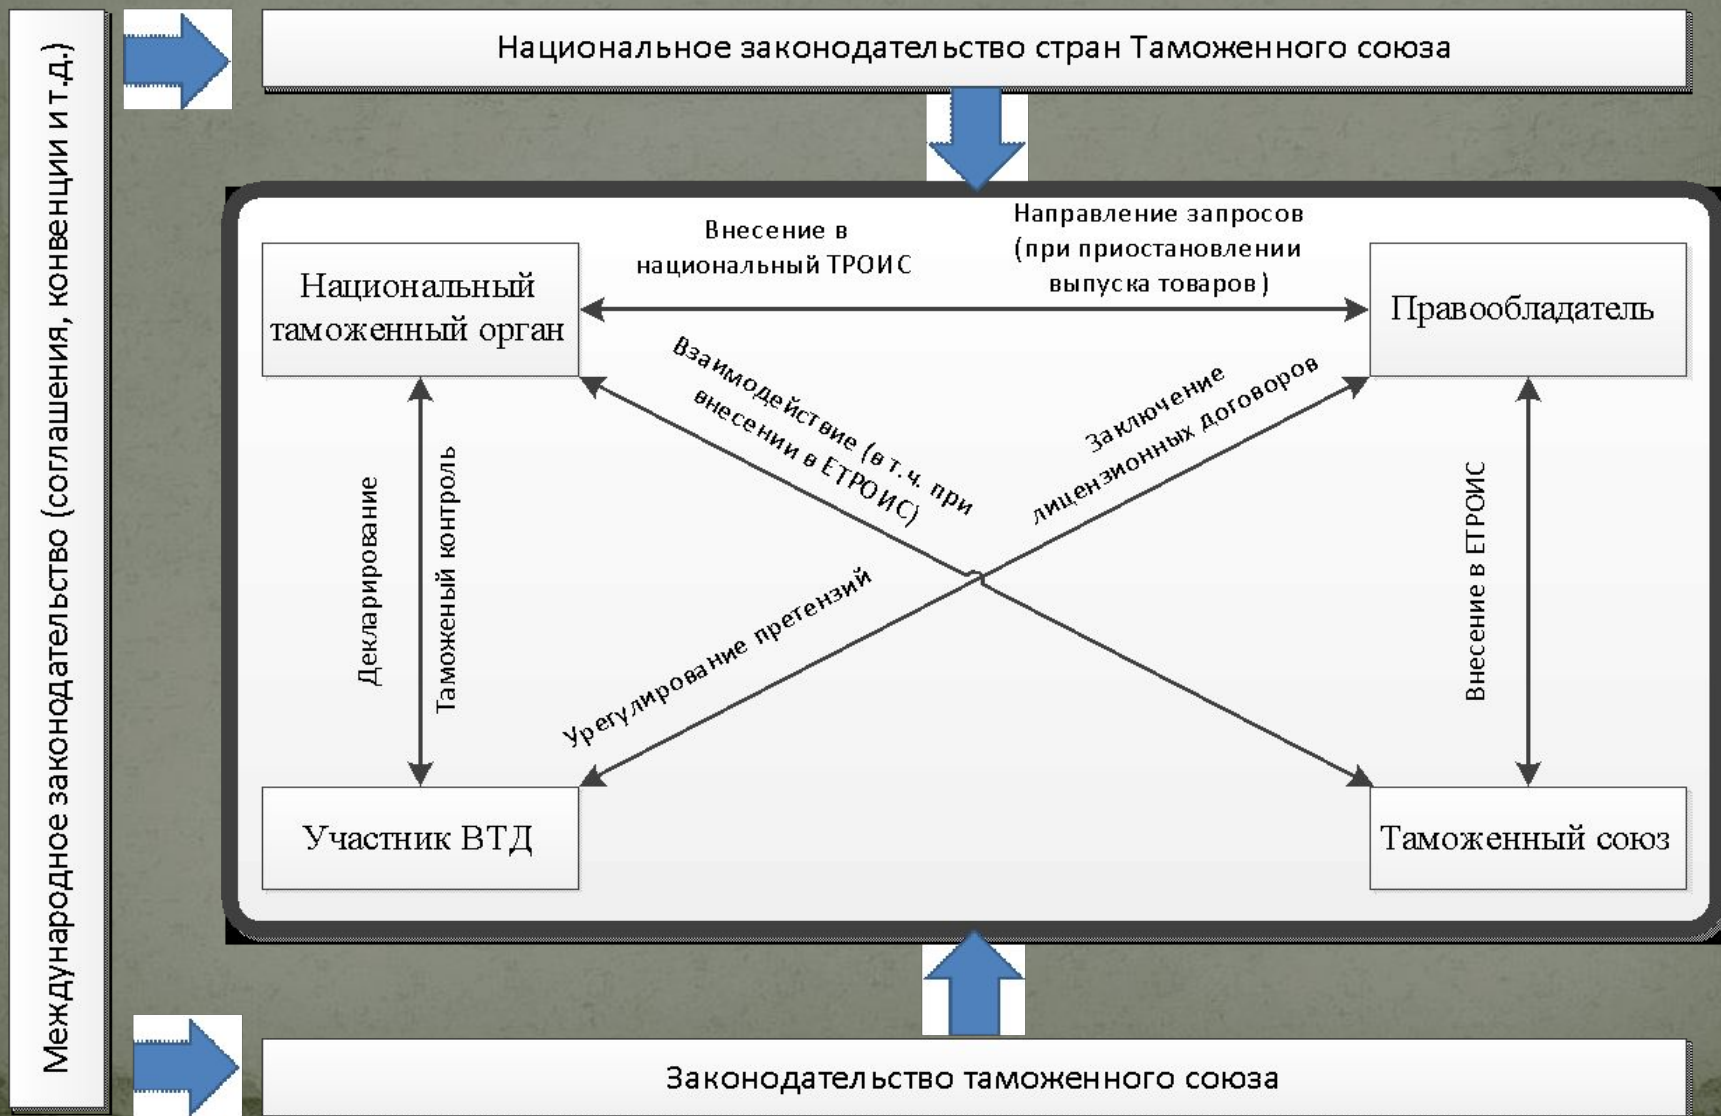 Международное законодательство (соглашения, конвенции и т.д.)
Национальное законодательство стран Таможенного союза
Внесение в
национальный ТРОИС
Направление запросов
(при приостановлении
выпуска товаров)
Национальный
таможенный орган
Правообладатель
Взаимодействие (в т.ч. при
внесении в ЕТРОИС)
Заключение
лицензионных договоров
Декларирование
Таможеный контроль
Урегулирование претензий
Внесение в ЕТРОИС
Участник ВТД
Таможенный союз
Законодательство таможенного союза